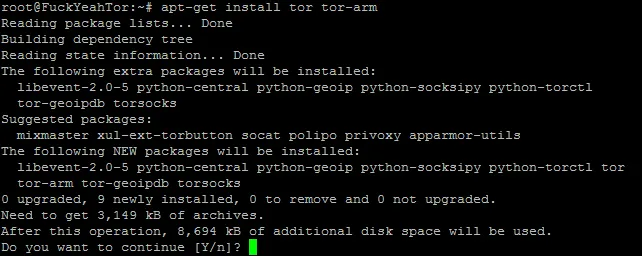 root@FuckYeahTor:~# apt-get install tor tor-arm
Reading package lists... Done
Building dependency tree
Reading state information... Done
The following extra packages will be installed:
  libevent-2.0-5 python-central python-geoip python-socksipy python-torctl
  tor-geoipdb torsocks
Suggested packages:
  mixmaster xul-ext-torbutton socat polipo privoxy apparmor-utils
The following NEW packages will be installed:
  libevent-2.0-5 python-central python-geoip python-socksipy python-torctl tor
  tor-arm tor-geoipdb torsocks
0 upgraded, 9 newly installed, 0 to remove and 0 not upgraded.
Need to get 3,149 kB of archives.
After this operation, 8,694 kB of additional disk space will be used.
Do you want to continue [Y/n]?